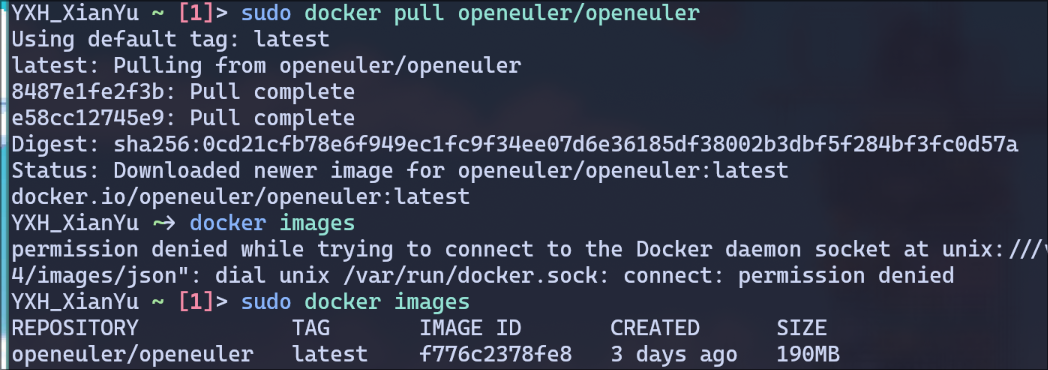 YXH_XianYu ~ [1]> sudo docker pull openeuler/openeuler
Using default tag: latest
latest: Pulling from openeuler/openeuler
8487e1fe2f3b: Pull complete
e58cc12745e9: Pull complete
Digest: sha256:0cd21cfb78e6f949ec1fc9f34ee07d6e36185df38002b3dbf5f284bf3fc0d57a
Status: Downloaded newer image for openeuler/openeuler:latest
docker.io/openeuler/openeuler:latest
YXH_XianYu ~> docker images
permission denied while trying to connect to the Docker daemon socket at unix:///v
4/images/json": dial unix /var/run/docker.sock: connect: permission denied
YXH_XianYu ~ [1]> sudo docker images
REPOSITORY TAG IMAGE ID CREATED SIZE
openeuler/openeuler latest f776c2378fe8 3 days ago 190MB